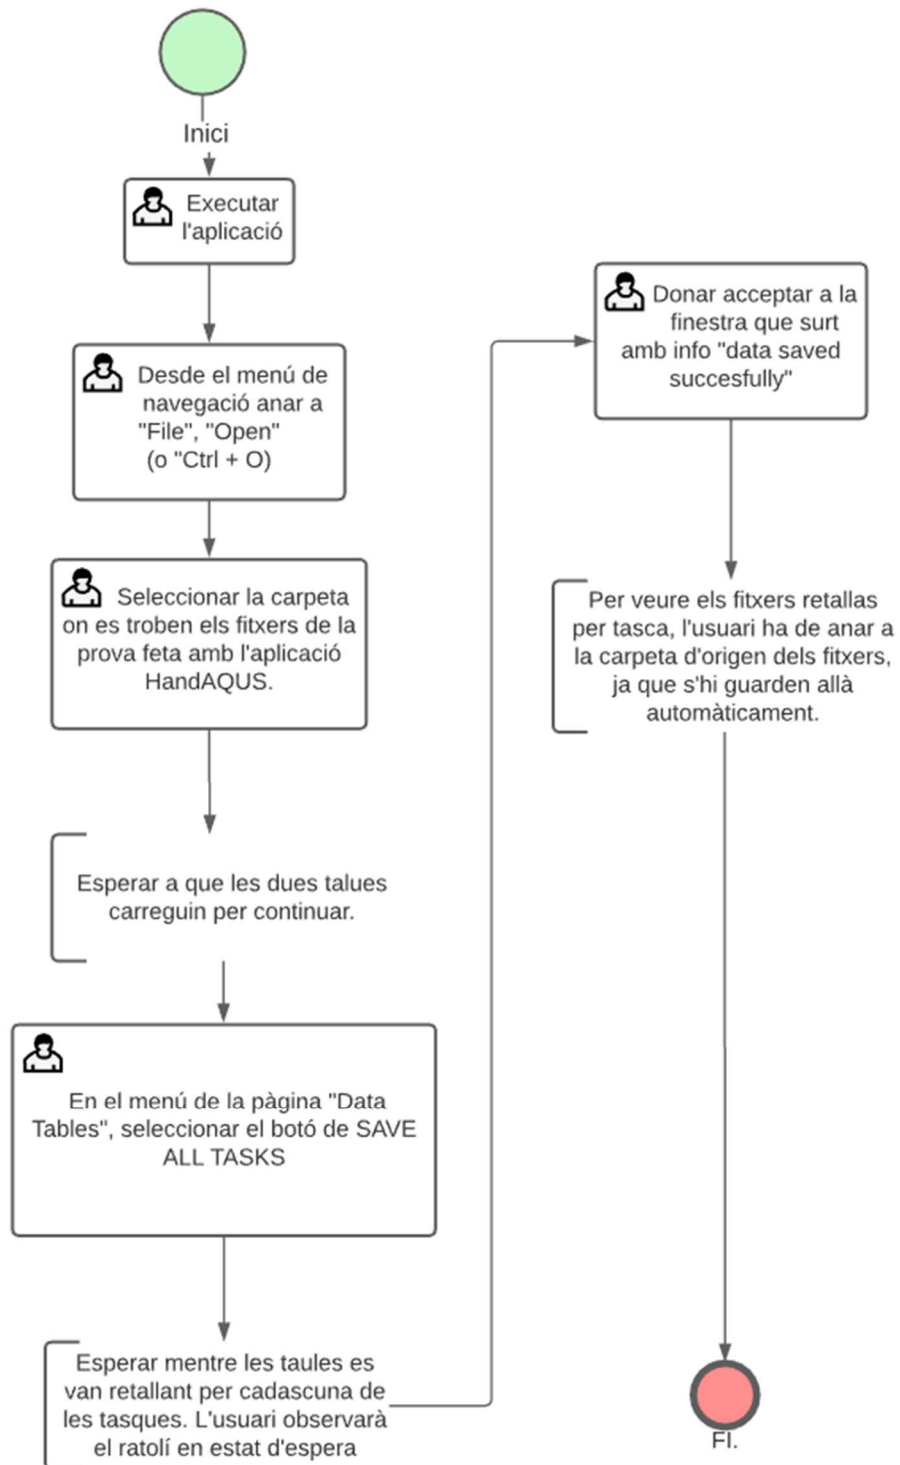 Inici
Executar
l'aplicació
Desde el menú de
navegació anar a
"File", "Open"
(o "Ctrl + O)
Seleccionar la carpeta
on es troben els fitxers de la
prova feta amb l'aplicació
HandAQUS.
Esperar a que les dues talues
carreguin per continuar.
En el menú de la pàgina "Data
Tables", seleccionar el botó de SAVE
ALL TASKS
Esperar mentre les taules es
van retallant per cadascuna de
les tasques. L'usuari observarà
el ratolí en estat d'espera
Donar acceptar a la
finestra que surt
amb info "data saved
succesfully"
Per veure els fitxers retallas
per tasca, l'usuari ha de anar a
la carpeta d'origen dels fitxers,
ja que s'hi guarden allà
automàticament.
FI.